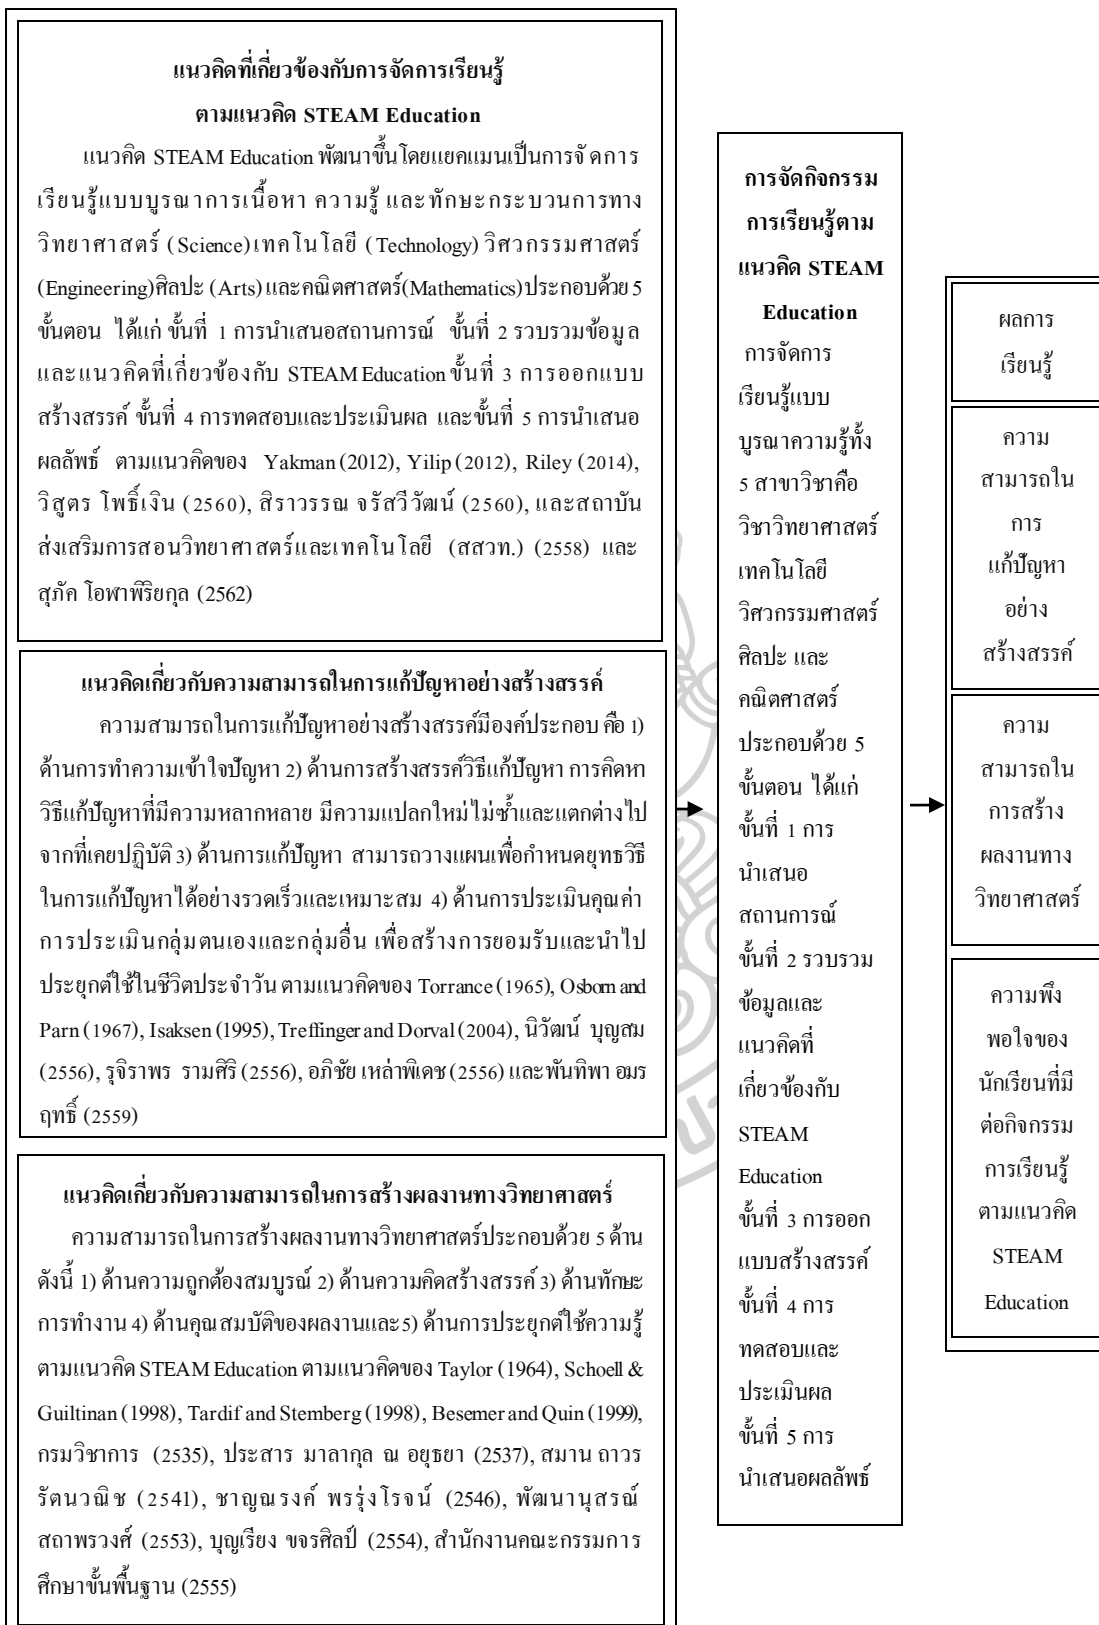 แนวคิดที่เกี่ยวข้องกับการจัดการเรียนรู้
ตามแนวคิด STEAM Education
แนวคิด STEAM Education พัฒนาขึ้นโดยแยคแมนเป็นการจัดการ
เรียนรู้แบบบูรณาการเนื้อหา ความรู้ และทักษะกระบวนการทาง
วิทยาศาสตร์ (Science) เทคโนโลยี (Technology) วิศวกรรมศาสตร์
(Engineering) ศิลปะ (Arts) และคณิตศาสตร์ (Mathematics) ประกอบด้วย 5
ขั้นตอน ได้แก่ ขั้นที่ 1 การนำเสนอสถานการณ์ ขั้นที่ 2 รวบรวมข้อมูล
และแนวคิดที่เกี่ยวข้องกับ STEAM Education ขั้นที่ 3 การออกแบบ
สร้างสรรค์ ขั้นที่ 4 การทดสอบและประเมินผล และขั้นที่ 5 การนำเสนอ
ผลลัพธ์ ตามแนวคิดของ Yakman (2012), Yilip (2012), Riley (2014),
วิสูตร โพธิ์เงิน (2560), สิราวรรณ จรัสวีวัฒน์ (2560), และสถาบัน
ส่งเสริมการสอนวิทยาศาสตร์และเทคโนโลยี (สสวท.) (2558) และ
สุภัค โอฬาพิริยกุล (2562)
แนวคิดเกี่ยวกับความสามารถในการแก้ปัญหาอย่างสร้างสรรค์
ความสามารถในการแก้ปัญหาอย่างสร้างสรรค์มีองค์ประกอบ คือ 1)
ด้านการทำความเข้าใจปัญหา 2) ด้านการสร้างสรรค์วิธีแก้ปัญหา การคิดหา
วิธีแก้ปัญหาที่มีความหลากหลาย มีความแปลกใหม่ไม่ซ้ำและแตกต่างไป
จากที่เคยปฏิบัติ 3) ด้านการแก้ปัญหา สามารถวางแผนเพื่อกำหนดยุทธวิธี
ในการแก้ปัญหาได้อย่างรวดเร็วและเหมาะสม 4) ด้านการประเมินคุณค่า
การประเมินกลุ่มตนเองและกลุ่มอื่น เพื่อสร้างการยอมรับและนำไป
ประยุกต์ใช้ในชีวิตประจำวัน ตามแนวคิดของ Torrance (1965), Osborn and
Parn (1967), Isaksen (1995), Treffinger and Dorval (2004), นิวัฒน์ บุญสม
(2556), รุจิราพร รามศิริ (2556), อภิชัย เหล่าพิเดช (2556) และพันทิพา อมร
ฤทธิ์ (2559)
แนวคิดเกี่ยวกับความสามารถในการสร้างผลงานทางวิทยาศาสตร์
ความสามารถในการสร้างผลงานทางวิทยาศาสตร์ประกอบด้วย 5 ด้าน
ดังนี้ 1) ด้านความถูกต้องสมบูรณ์ 2) ด้านความคิดสร้างสรรค์ 3) ด้านทักษะ
การทำงาน 4) ด้านคุณสมบัติของผลงานและ 5) ด้านการประยุกต์ใช้ความรู้
ตามแนวคิด STEAM Education ตามแนวคิดของ Taylor (1964), Schoell &
Guiltinan (1998), Tardif and Stemberg (1998), Besemer and Quin (1999),
กรมวิชาการ (2535), ประสาร มาลากุล ณ อยุธยา (2537), สมาน ถาวร
รัตนวณิช (2541), ชาญณรงค์ พรรุ่งโรจน์ (2546), พัฒนานุสรณ์
สถาพรวงศ์ (2553), บุญเรียง ขจรศิลป์ (2554), สำนักงานคณะกรรมการ
ศึกษาขั้นพื้นฐาน (2555)
การจัดกิจกรรม
การเรียนรู้ตาม
แนวคิด STEAM
Education
การจัดการ
เรียนรู้แบบ
บูรณาความรู้ทั้ง
5 สาขาวิชาคือ
วิชาวิทยาศาสตร์
เทคโนโลยี
วิศวกรรมศาสตร์
ศิลปะ และ
คณิตศาสตร์
ประกอบด้วย 5
ขั้นตอน ได้แก่
ขั้นที่ 1 การ
นำเสนอ
สถานการณ์
ขั้นที่ 2 รวบรวม
ข้อมูลและ
แนวคิดที่
เกี่ยวข้องกับ
STEAM
Education
ขั้นที่ 3 การออก
แบบสร้างสรรค์
ขั้นที่ 4 การ
ทดสอบและ
ประเมินผล
ขั้นที่ 5 การ
นำเสนอผลลัพธ์
ผลการ
เรียนรู้
ความ
สามารถใน
การ
แก้ปัญหา
อย่าง
สร้างสรรค์
ความ
สามารถใน
การสร้าง
ผลงานทาง
วิทยาศาสตร์
ความพึง
พอใจของ
นักเรียนที่มี
ต่อกิจกรรม
การเรียนรู้
ตามแนวคิด
STEAM
Education